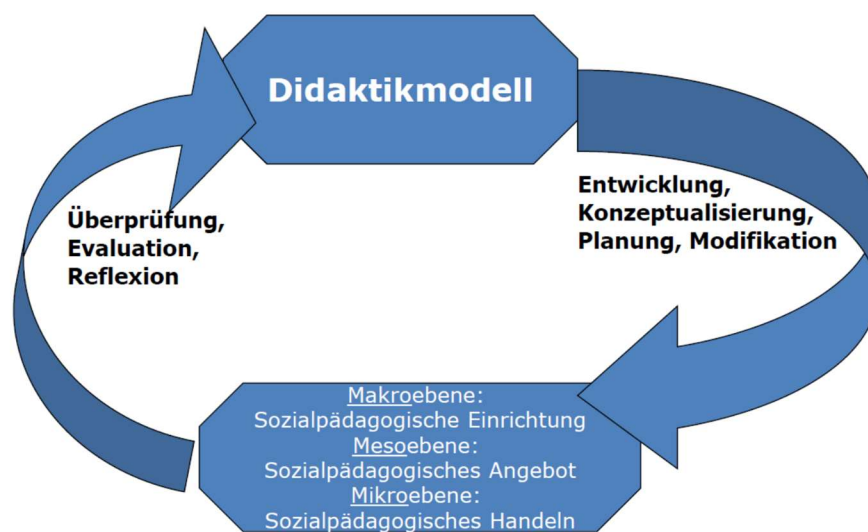 Didaktikmodell
Entwicklung,
Konzeptualisierung,
Planung, Modifikation
Überprüfung,
Evaluation,
Reflexion
Makroebene:
Sozialpädagogische Einrichtung
Mesoebene:
Sozialpädagogisches Angebot
Mikroebene:
Sozialpädagogisches Handeln